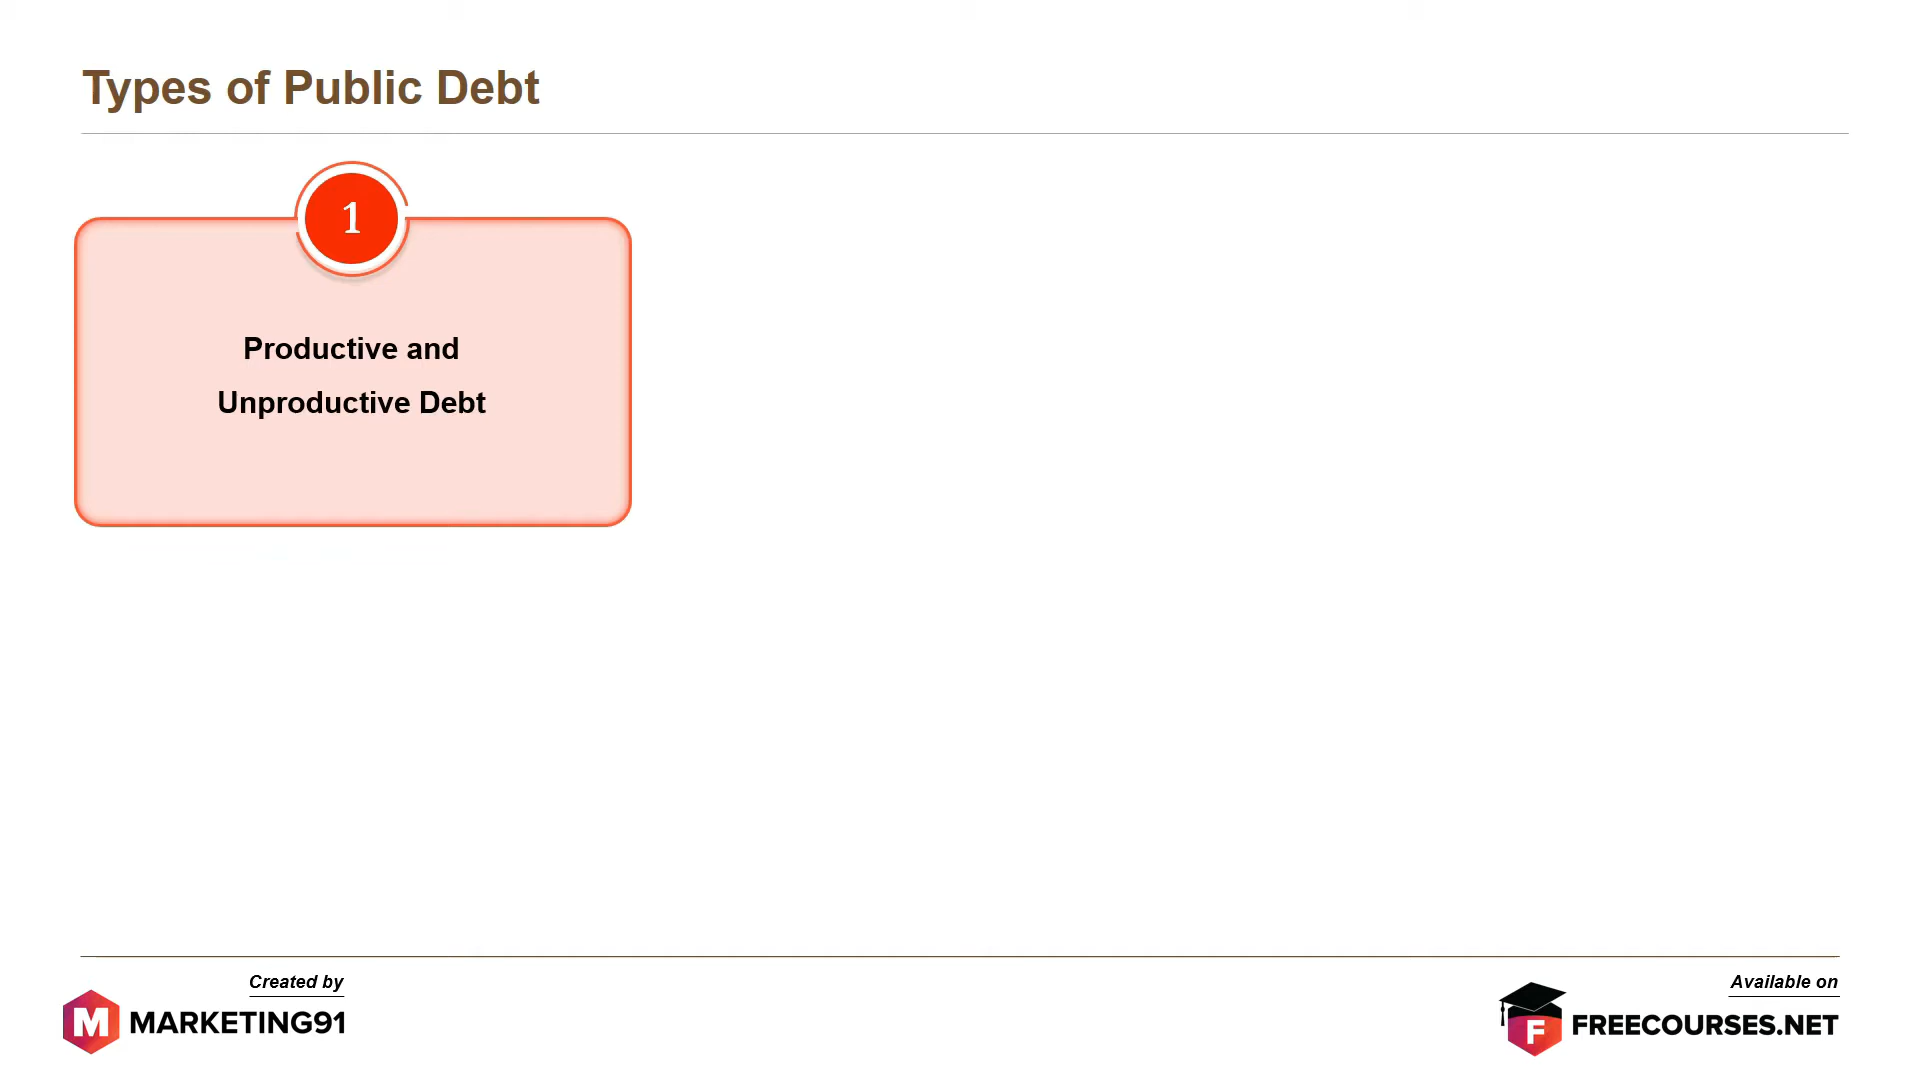 Types of Public Debt
1
Productive and
Unproductive Debt
Created by
M MARKETING91
Available on
F FREECOURSES.NET